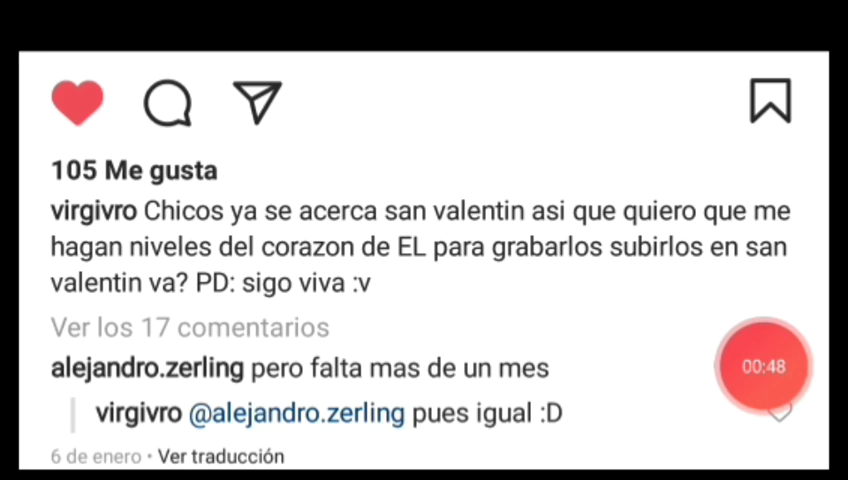 105 Me gusta
virgivro Chicos ya se acerca san valentin asi que quiero que me
hagan niveles del corazon de EL para grabarlos subirlos en san
valentin va? PD: sigo viva :v
Ver los 17 comentarios
alejandro.zerling pero falta mas de un mes
00:48
virgivro @alejandro.zerling pues igual :D
6 de enero • Ver traducción